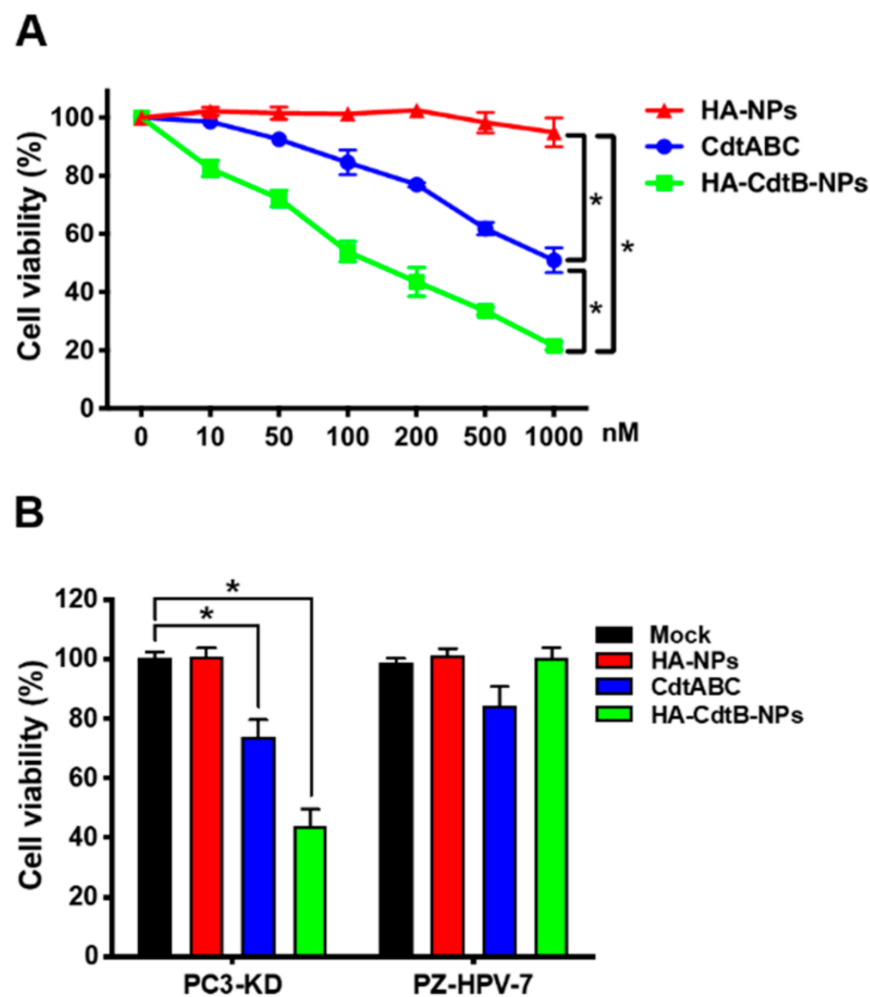 A
Cell viability (%)
100
80
60
40
20
0
0 10 50 100 200 500 1000 nM
HA-NPs
CdtABC
HA-CdtB-NPs
*
*
*
B
Cell viability (%)
120
100
80
60
40
20
0
*
*
PC3-KD PZ-HPV-7
Mock
HA-NPs
CdtABC
HA-CdtB-NPs